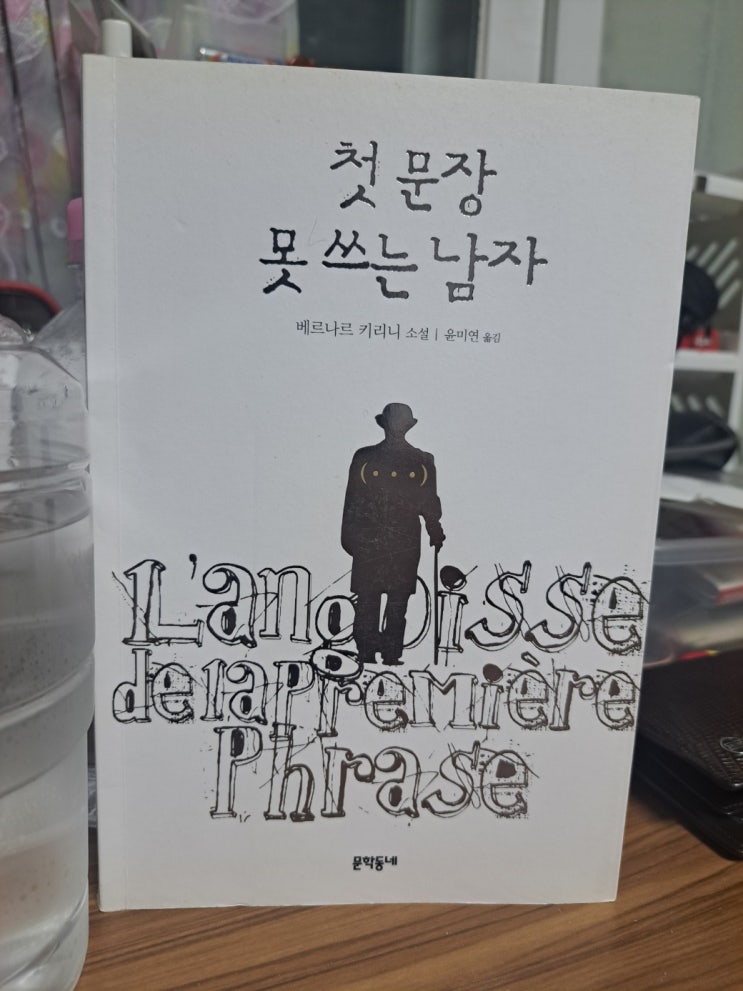 첫 문장
못 쓰는 남자
베르나르 키리니 소설 | 윤미연 옮김
(...)
L'angoisse
de la Première
Phrase
문학동네